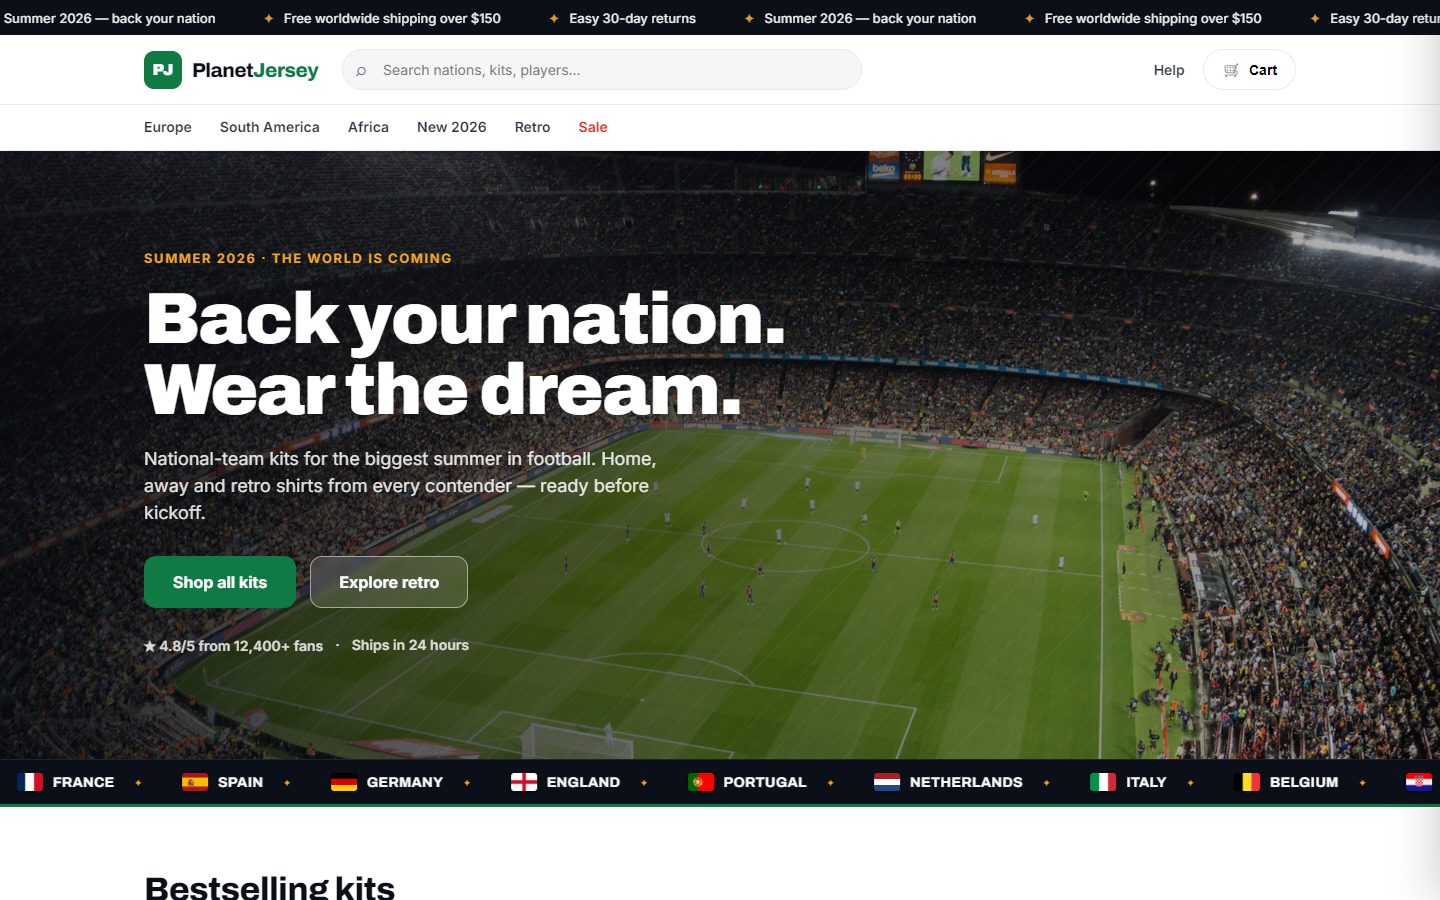 Summer 2026 — back your nation ✦ Free worldwide shipping over $150 ✦ Easy 30-day returns ✦ Summer 2026 — back your nation ✦ Free worldwide shipping over $150 ✦ Easy 30-day retur
PJ PlanetJersey Search nations, kits, players... Help Cart
Europe South America Africa New 2026 Retro Sale
beko
SUMMER 2026 · THE WORLD IS COMING
Back your nation.
Wear the dream.
National-team kits for the biggest summer in football. Home,
away and retro shirts from every contender — ready before
kickoff.
Shop all kits Explore retro
★ 4.8/5 from 12,400+ fans · Ships in 24 hours
FRANCE ✦ SPAIN ✦ GERMANY ✦ ENGLAND ✦ PORTUGAL ✦ NETHERLANDS ✦ ITALY ✦ BELGIUM ✦
Bestselling kits